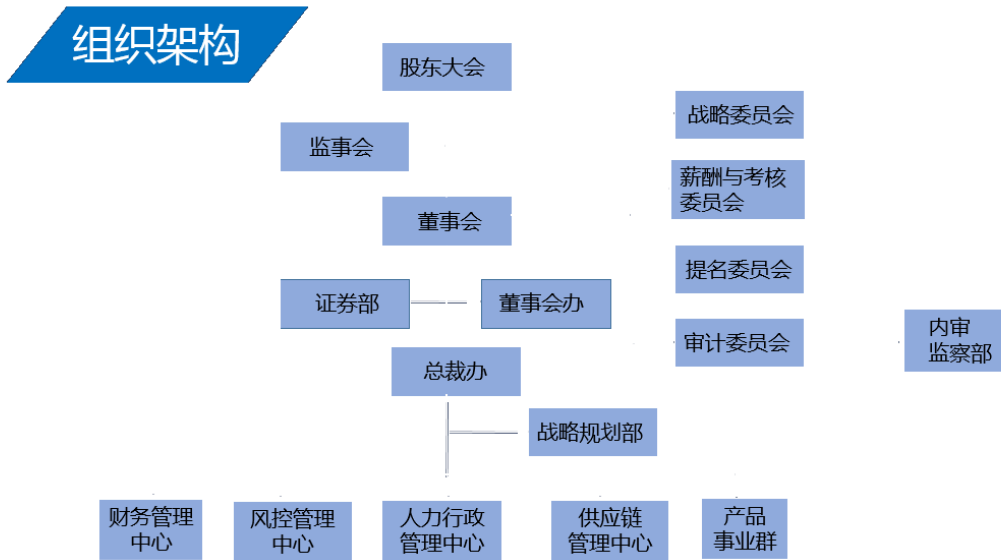 组织架构
股东大会
战略委员会
监事会
薪酬与考核
委员会
董事会
提名委员会
证券部
董事会办
审计委员会
内审
监察部
总裁办
战略规划部
财务管理
中心
风控管理
中心
人力行政
管理中心
供应链
管理中心
产品
事业群